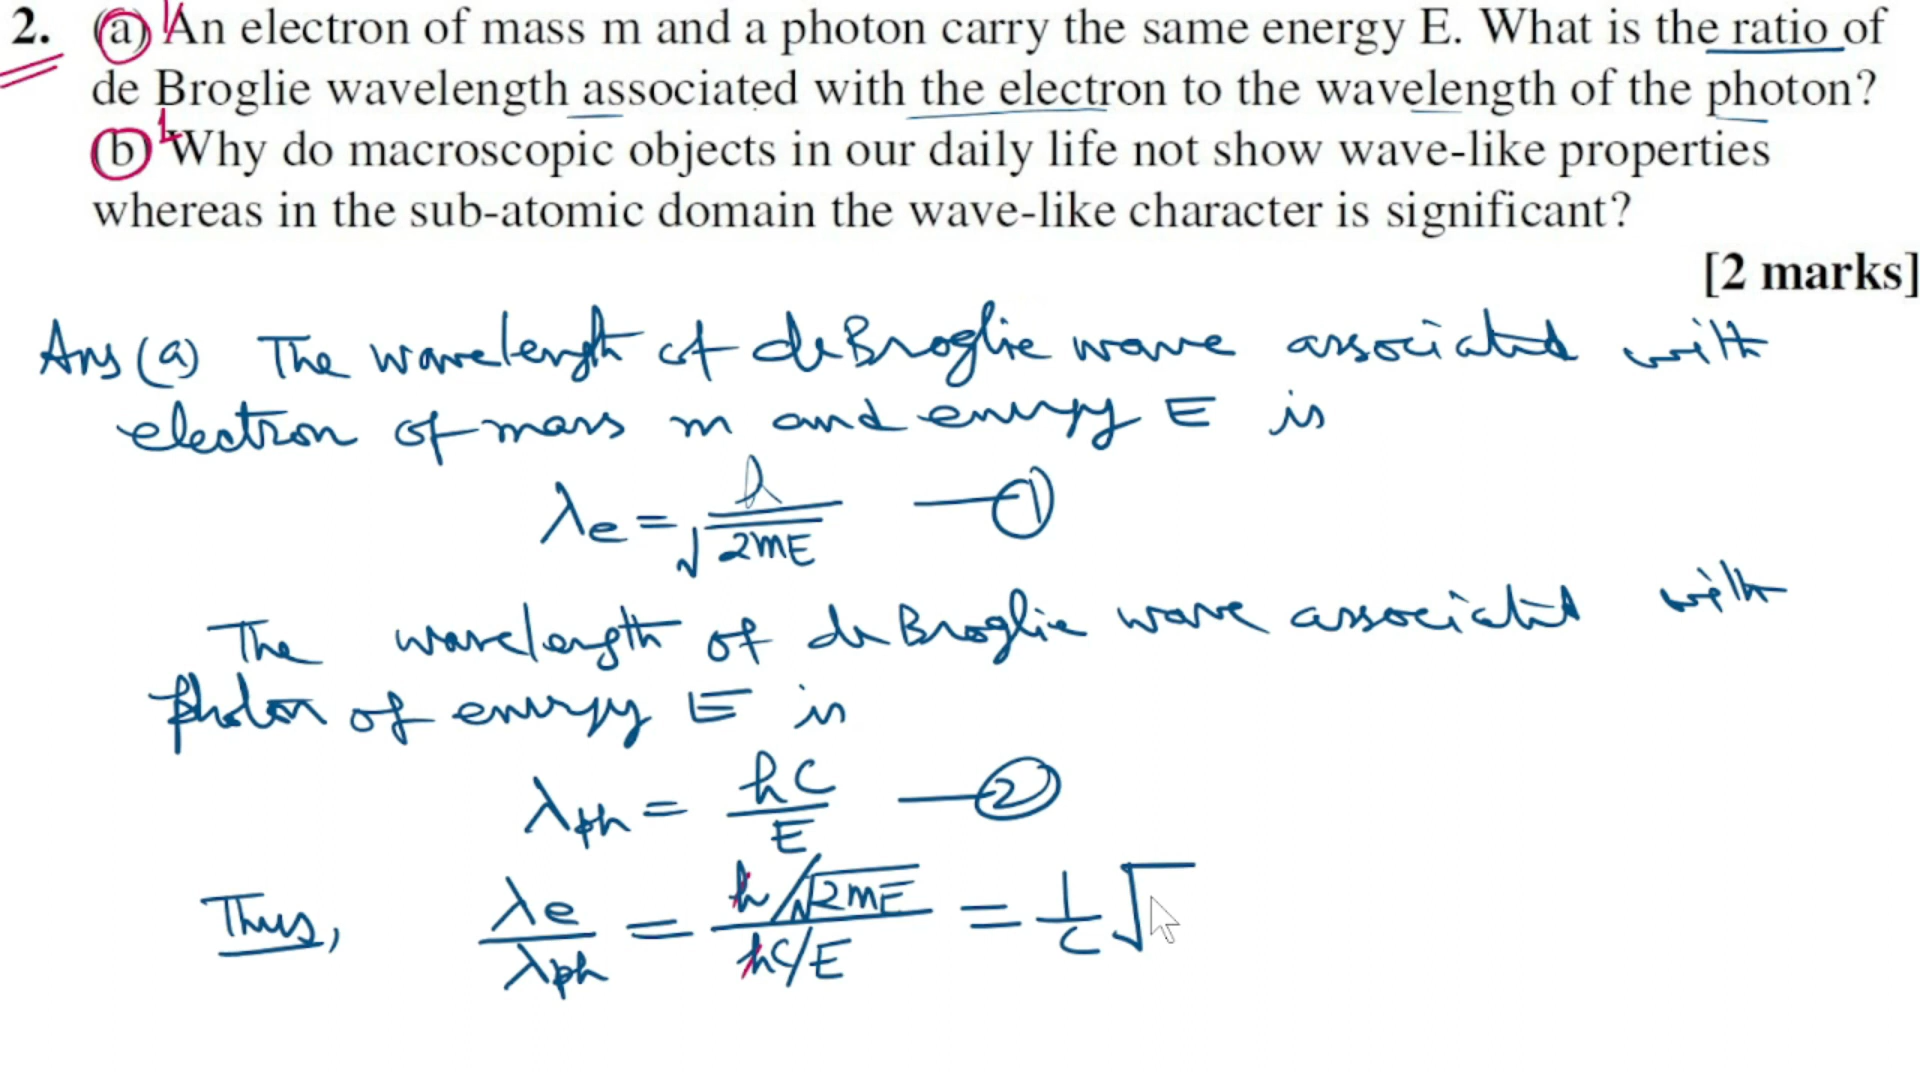 2. (a) An electron of mass m and a photon carry the same energy E. What is the ratio of
de Broglie wavelength associated with the electron to the wavelength of the photon?
(b) Why do macroscopic objects in our daily life not show wave-like properties
whereas in the sub-atomic domain the wave-like character is significant?
[2 marks]
Ans (a) The wavelength of de Broglie wave associated with
electron of mass m and energy E is
λe = h/√2mE —①
The wavelength of de Broglie wave associated with
photon of energy E is
λph = hc/E —②
Thus, λe/λph = (h/√2mE)/(hc/E) = 1/c √